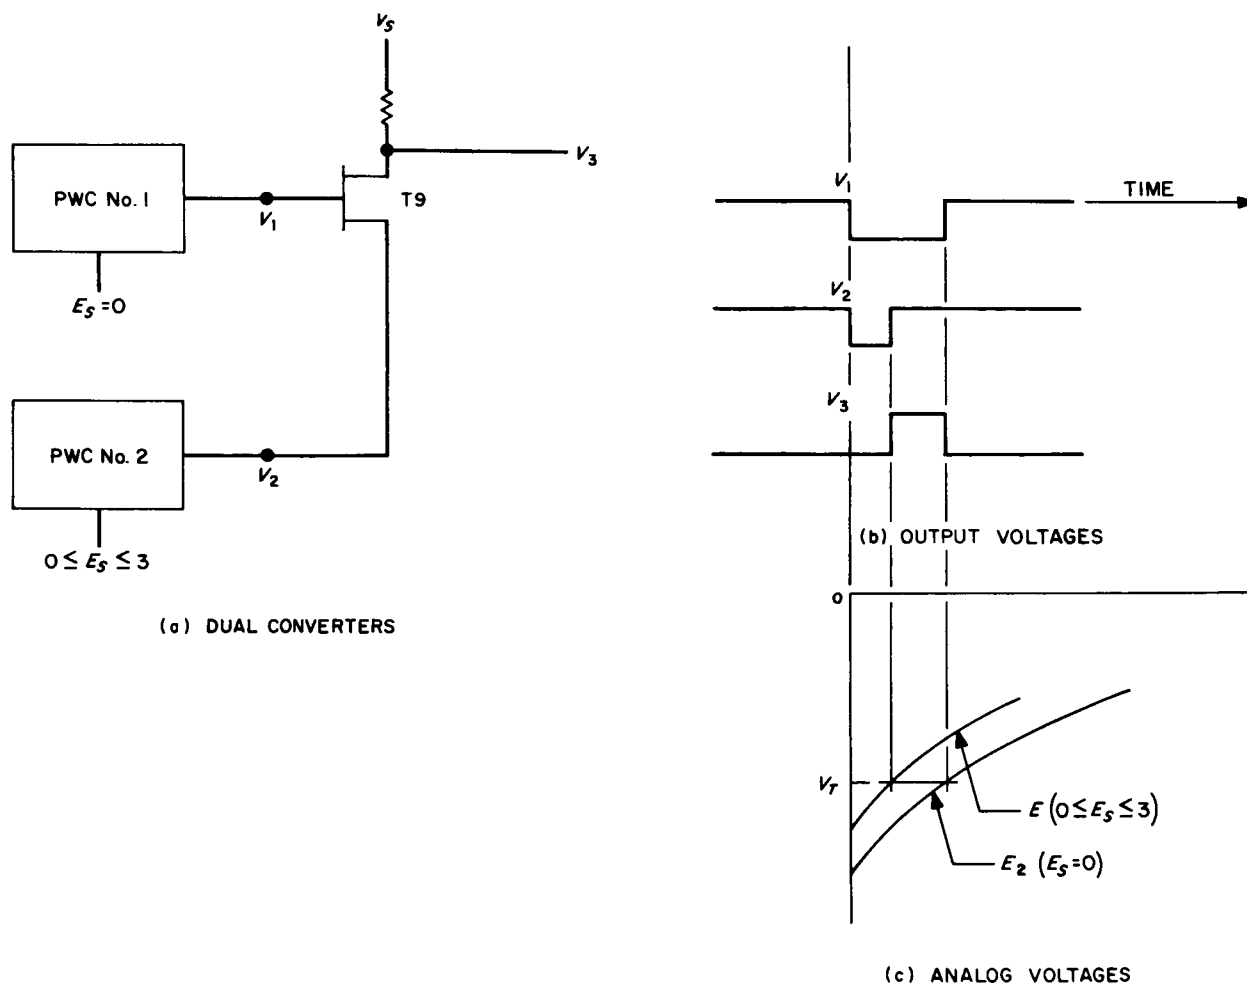 V_S
V_3
PWC No. 1
T9
V_1
E_S = 0
PWC No. 2
V_2
0 ≤ E_S ≤ 3
(a) DUAL CONVERTERS
V_1
TIME
V_2
V_3
(b) OUTPUT VOLTAGES
0
V_T
E (0 ≤ E_S ≤ 3)
E_2 (E_S = 0)
(c) ANALOG VOLTAGES